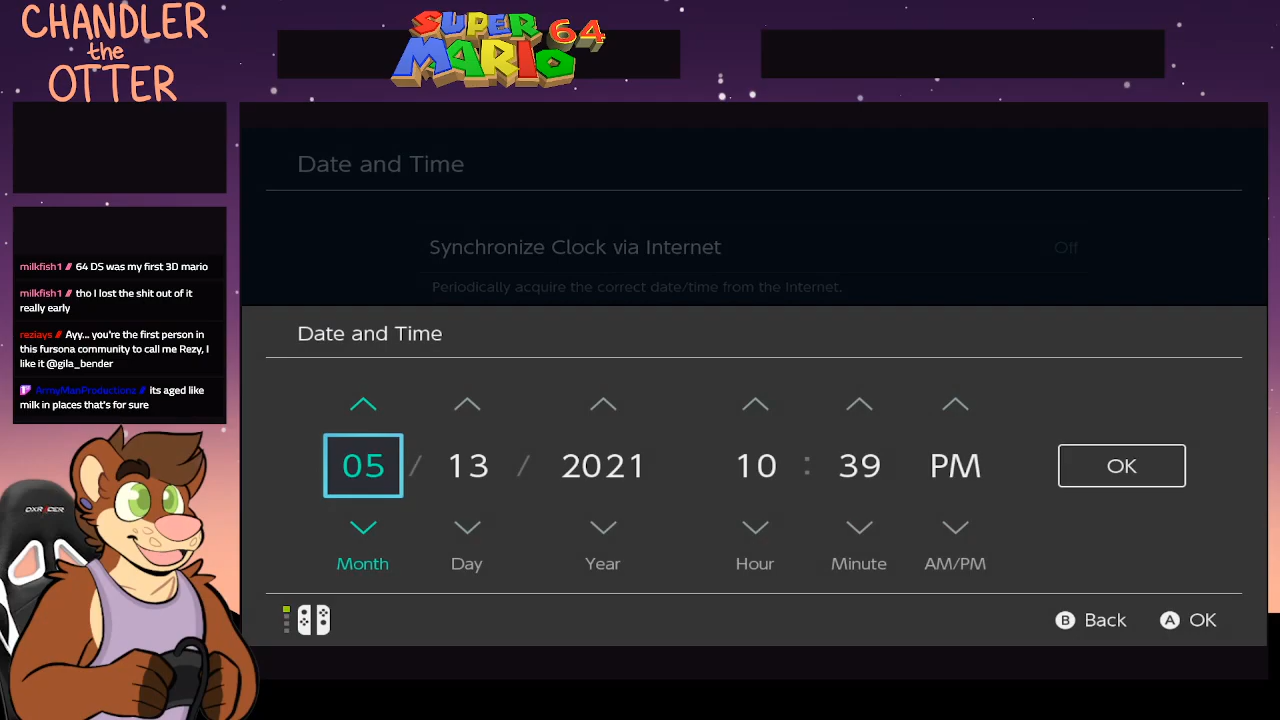 CHANDLER
the
OTTER
SUPER
MARIO 64
Date and Time
Synchronize Clock via Internet Off
Periodically acquire the correct date/time from the Internet.
milkfish1 // 64 DS was my first 3D mario
milkfish1 // tho I lost the shit out of it
really early
reziays // Ayy... you're the first person in
this fursona community to call me Rezy, I
like it @gila_bender
ArmyManProductionz // its aged like
milk in places that's for sure
Date and Time
05 / 13 / 2021 10 : 39 PM OK
Month Day Year Hour Minute AM/PM
B Back A OK
DXRACER